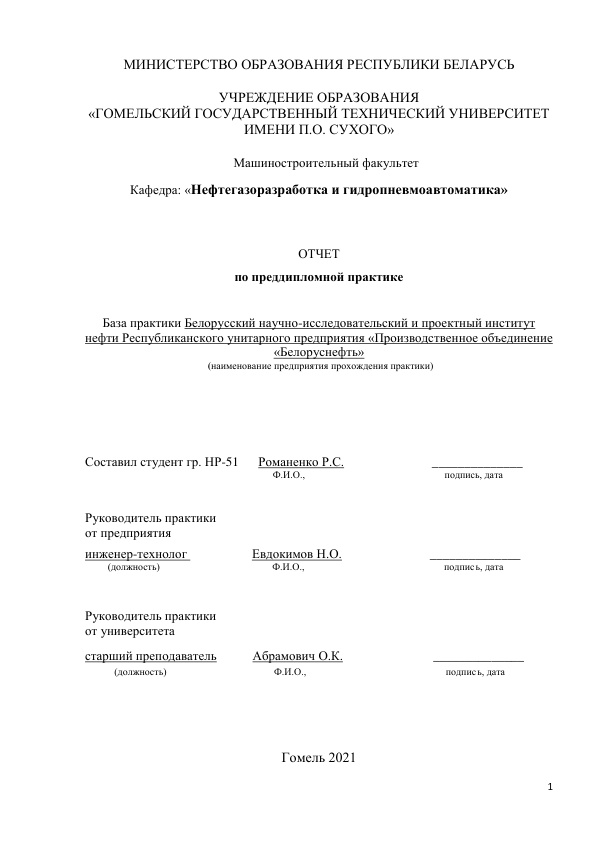 МИНИСТЕРСТВО ОБРАЗОВАНИЯ РЕСПУБЛИКИ БЕЛАРУСЬ
УЧРЕЖДЕНИЕ ОБРАЗОВАНИЯ
«ГОМЕЛЬСКИЙ ГОСУДАРСТВЕННЫЙ ТЕХНИЧЕСКИЙ УНИВЕРСИТЕТ
ИМЕНИ П.О. СУХОГО»
Машиностроительный факультет
Кафедра: «Нефтегазоразработка и гидропневмоавтоматика»
ОТЧЕТ
по преддипломной практике
База практики Белорусский научно-исследовательский и проектный институт
нефти Республиканского унитарного предприятия «Производственное объединение
«Белоруснефть»
(наименование предприятия прохождения практики)
Составил студент гр. НР-51 Романенко Р.С. ______________
Ф.И.О., подпись, дата
Руководитель практики
от предприятия
инженер-технолог Евдокимов Н.О. ______________
(должность) Ф.И.О., подпись, дата
Руководитель практики
от университета
старший преподаватель Абрамович О.К. ______________
(должность) Ф.И.О., подпись, дата
Гомель 2021
1